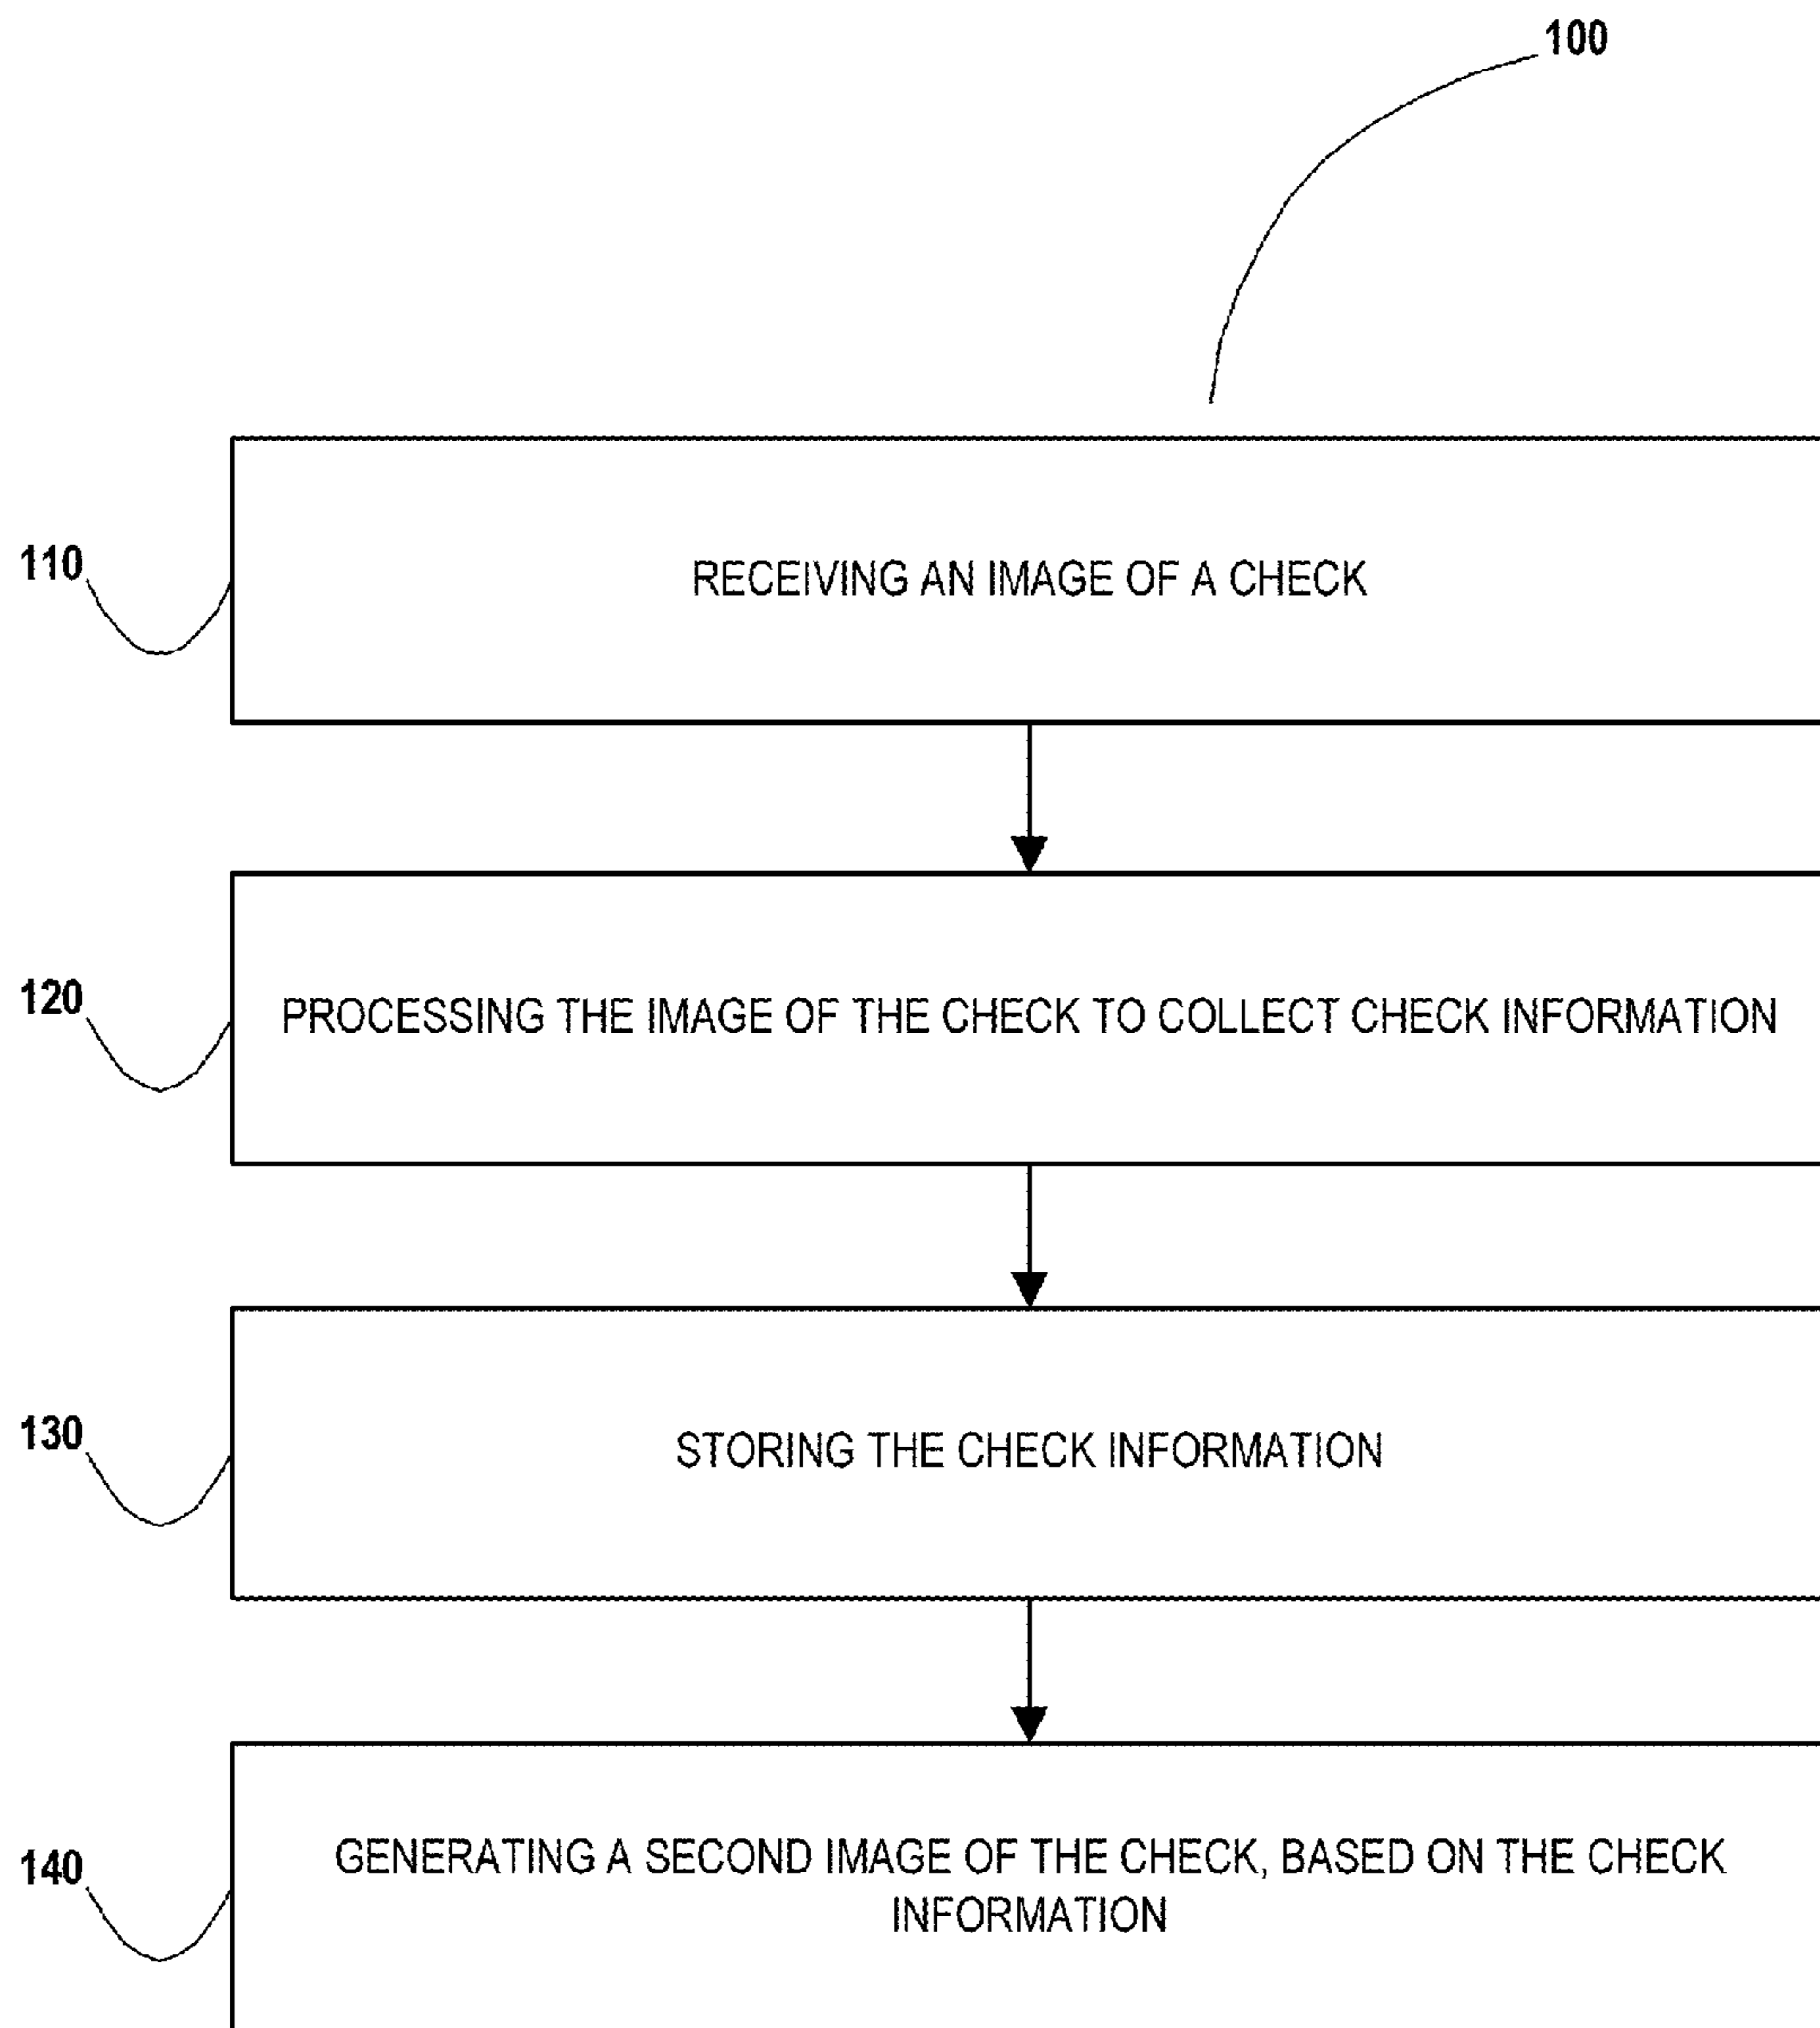 100
110
RECEIVING AN IMAGE OF A CHECK
120
PROCESSING THE IMAGE OF THE CHECK TO COLLECT CHECK INFORMATION
130
STORING THE CHECK INFORMATION
140
GENERATING A SECOND IMAGE OF THE CHECK, BASED ON THE CHECK
INFORMATION